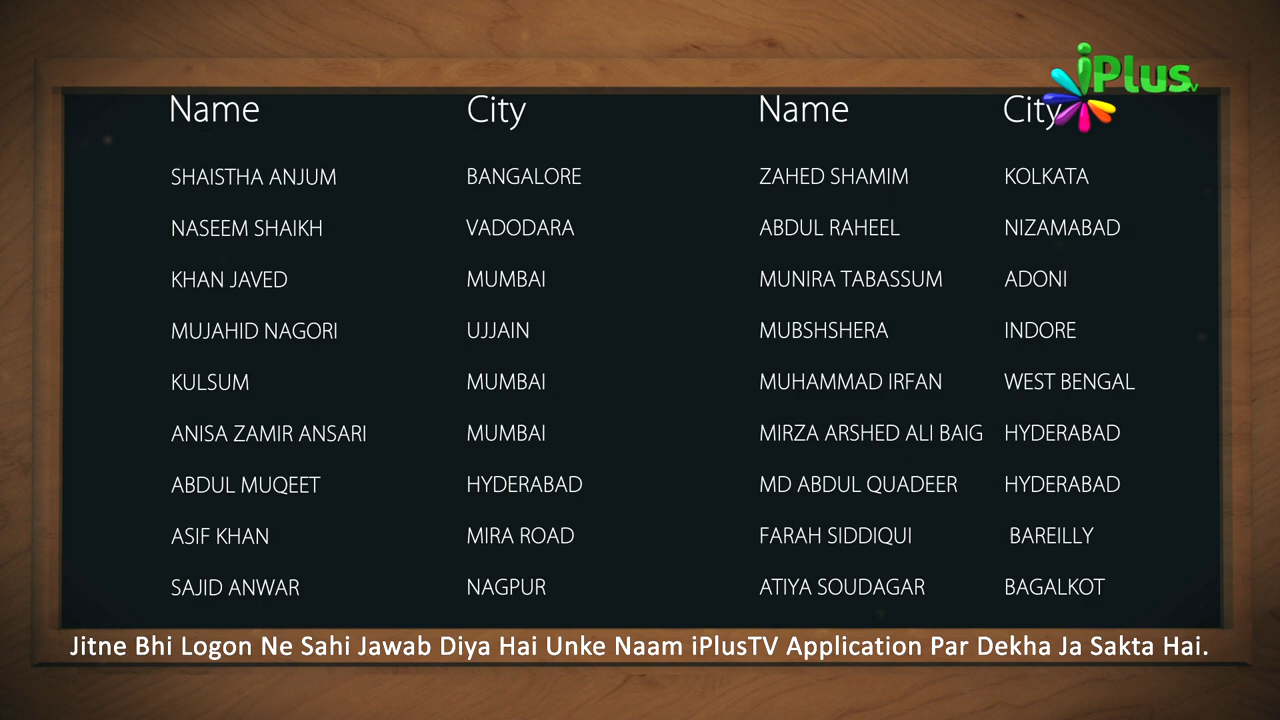 iPlus TV
Name City Name City
SHAISTHA ANJUM BANGALORE ZAHED SHAMIM KOLKATA
NASEEM SHAIKH VADODARA ABDUL RAHEEL NIZAMABAD
KHAN JAVED MUMBAI MUNIRA TABASSUM ADONI
MUJAHID NAGORI UJJAIN MUBSHSHERA INDORE
KULSUM MUMBAI MUHAMMAD IRFAN WEST BENGAL
ANISA ZAMIR ANSARI MUMBAI MIRZA ARSHED ALI BAIG HYDERABAD
ABDUL MUQEET HYDERABAD MD ABDUL QUADEER HYDERABAD
ASIF KHAN MIRA ROAD FARAH SIDDIQUI BAREILLY
SAJID ANWAR NAGPUR ATIYA SOUDAGAR BAGALKOT
Jitne Bhi Logon Ne Sahi Jawab Diya Hai Unke Naam iPlusTV Application Par Dekha Ja Sakta Hai.